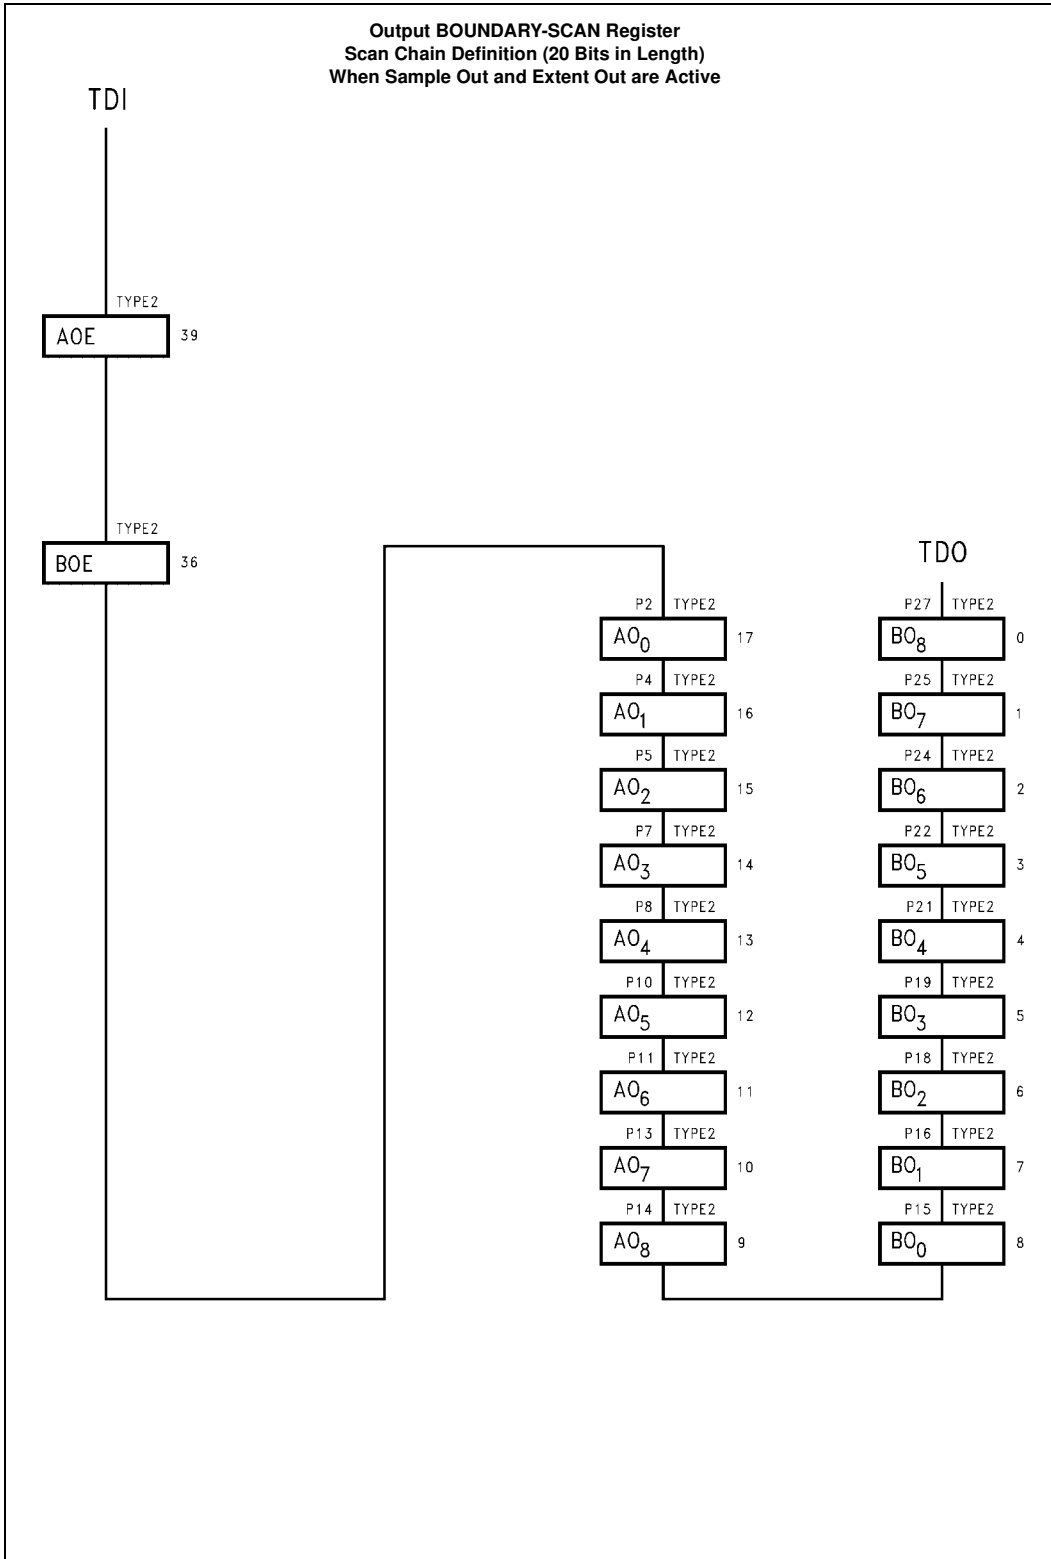 Output BOUNDARY-SCAN Register
Scan Chain Definition (20 Bits in Length)
When Sample Out and Extent Out are Active
TDI
TYPE2
AOE 39
TYPE2
BOE 36
P2 TYPE2
AO0 17
P4 TYPE2
AO1 16
P5 TYPE2
AO2 15
P7 TYPE2
AO3 14
P8 TYPE2
AO4 13
P10 TYPE2
AO5 12
P11 TYPE2
AO6 11
P13 TYPE2
AO7 10
P14 TYPE2
AO8 9
TDO
P27 TYPE2
BO8 0
P25 TYPE2
BO7 1
P24 TYPE2
BO6 2
P22 TYPE2
BO5 3
P21 TYPE2
BO4 4
P19 TYPE2
BO3 5
P18 TYPE2
BO2 6
P16 TYPE2
BO1 7
P15 TYPE2
BO0 8